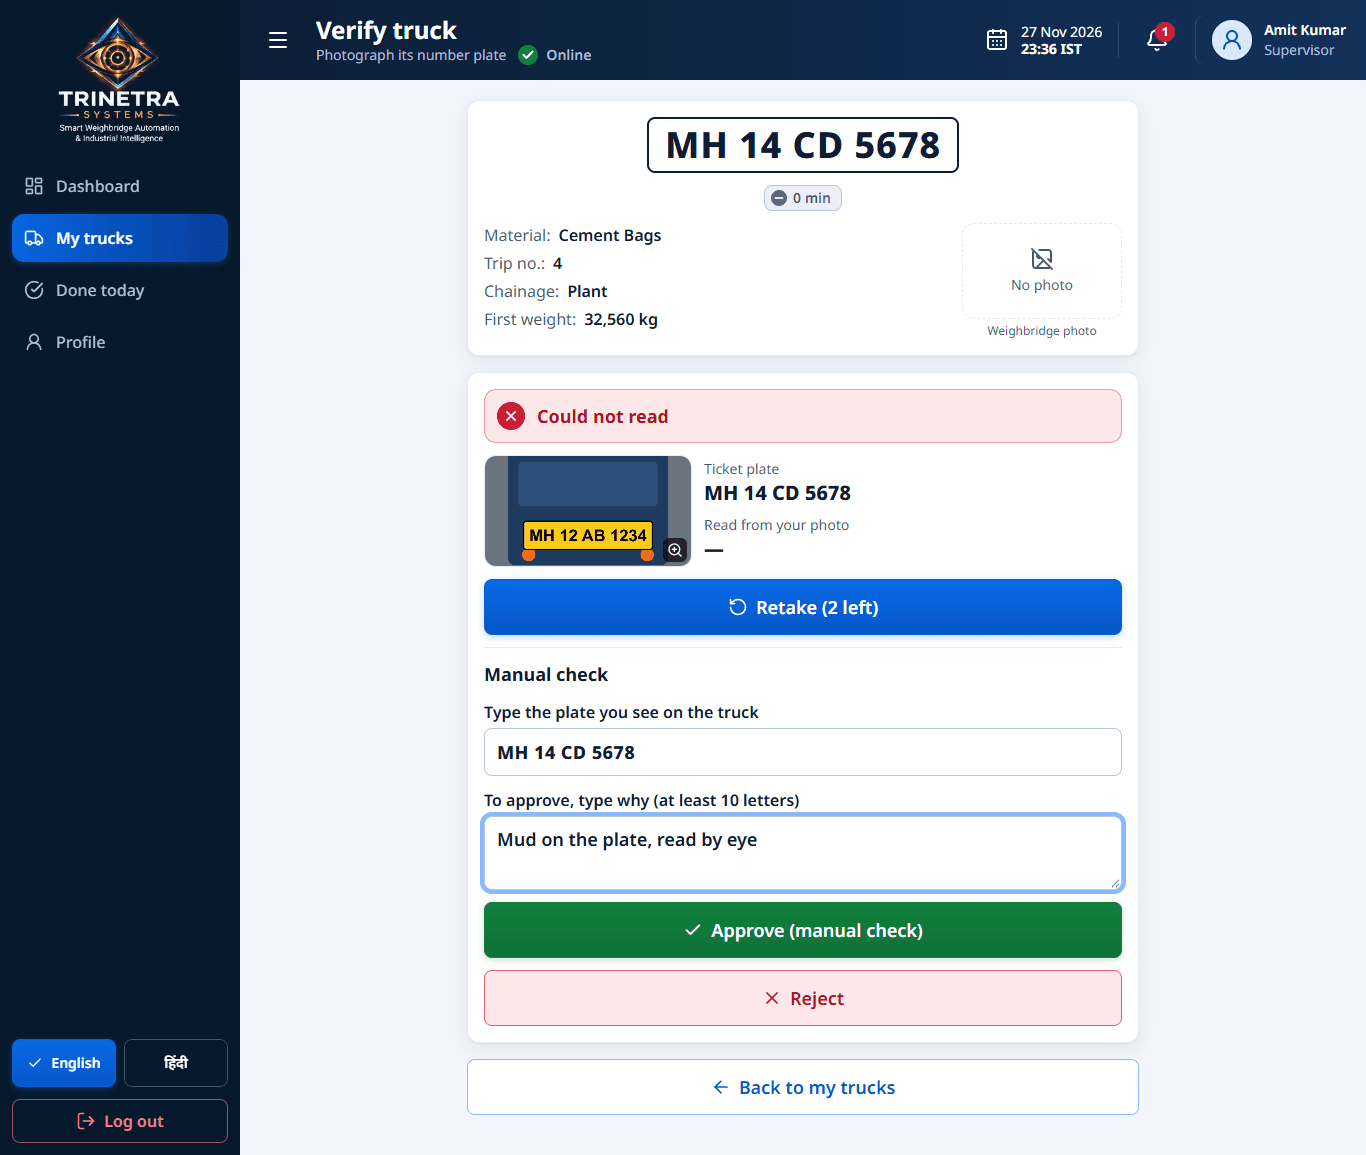 TRINETRA
SYSTEMS
Smart Weighbridge Automation
& Industrial Intelligence
Dashboard
My trucks
Done today
Profile
English
हिंदी
Log out
Verify truck
Photograph its number plate
Online
27 Nov 2026
23:36 IST
1
Amit Kumar
Supervisor
MH 14 CD 5678
0 min
Material: Cement Bags
Trip no.: 4
Chainage: Plant
First weight: 32,560 kg
No photo
Weighbridge photo
Could not read
MH 12 AB 1234
Ticket plate
MH 14 CD 5678
Read from your photo
—
Retake (2 left)
Manual check
Type the plate you see on the truck
MH 14 CD 5678
To approve, type why (at least 10 letters)
Mud on the plate, read by eye
Approve (manual check)
Reject
Back to my trucks